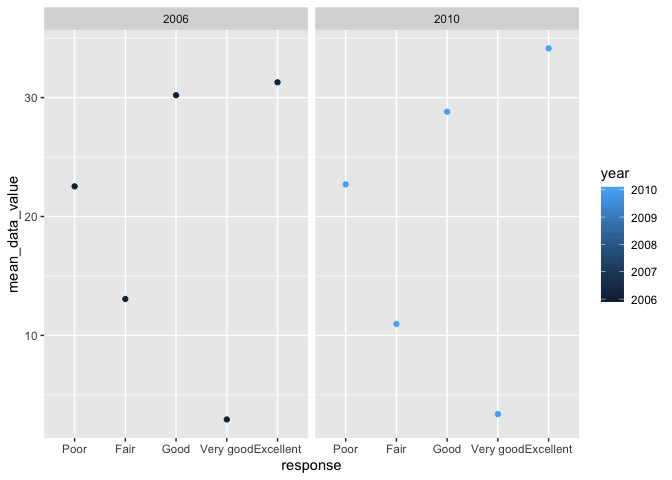 2006 2010
30
20
10
mean_data_value
Poor Fair Good Very good Excellent Poor Fair Good Very good Excellent
response
year
2010
2009
2008
2007
2006